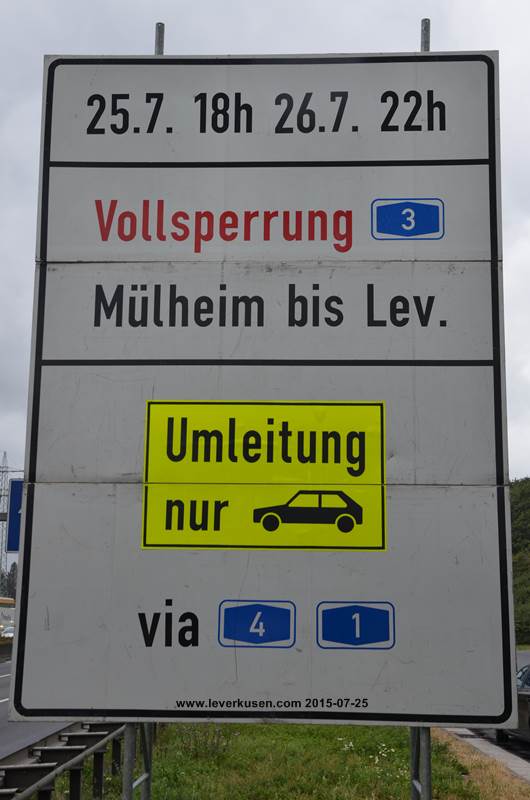 25.7. 18h 26.7. 22h
Vollsperrung 3
Mülheim bis Lev.
Umleitung
nur
via 4 1
www.leverkusen.com 2015-07-25